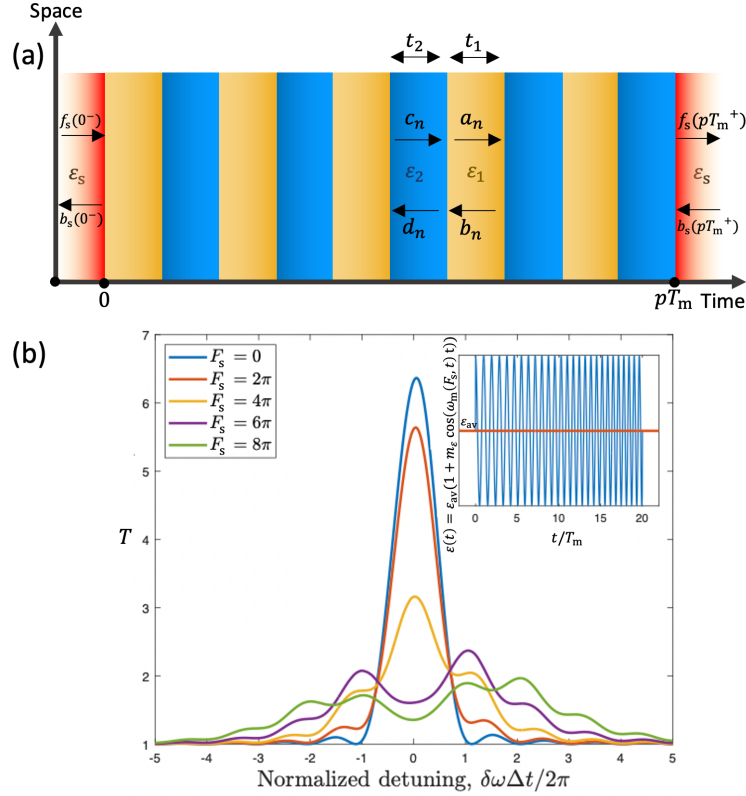 Space
(a)
t₂ t₁
fₛ(0⁻) cₙ aₙ fₛ(pTₘ⁺)
εₛ ε₂ ε₁ εₛ
bₛ(0⁻) dₙ bₙ bₛ(pTₘ⁺)
0 pTₘ Time
(b)
7
6
5
4
3
2
1
T
Fₛ = 0
Fₛ = 2π
Fₛ = 4π
Fₛ = 6π
Fₛ = 8π
ε(t) = εₐᵥ(1 + mε cos(ωₘ(Fₛ, t) t))
εₐᵥ
0 5 10 15 20
t/Tₘ
-5 -4 -3 -2 -1 0 1 2 3 4 5
Normalized detuning, δωΔt/2π